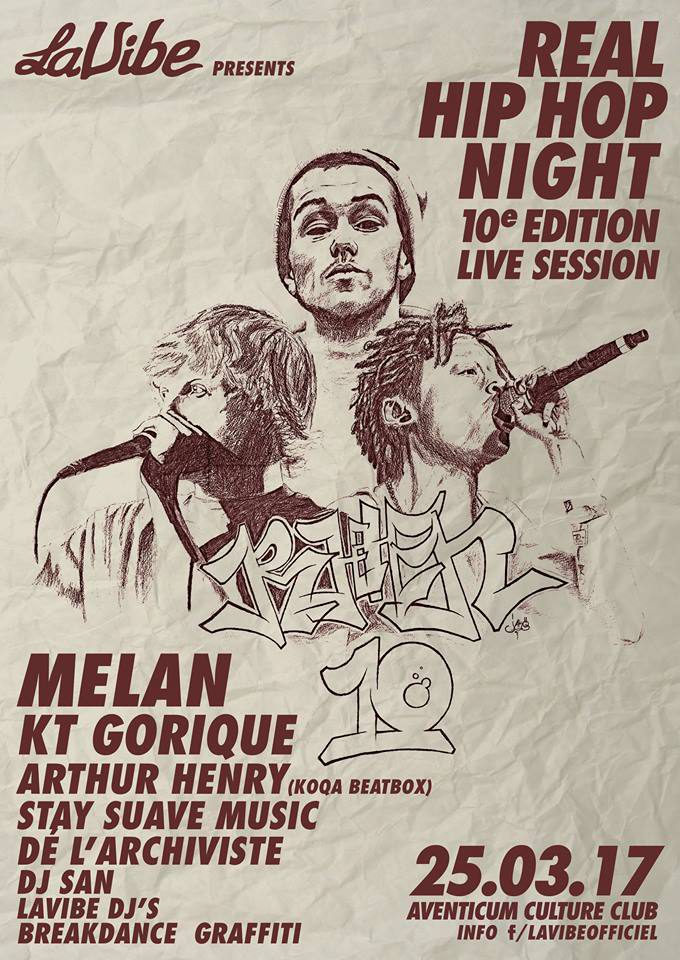 LaVibe PRESENTS
REAL
HIP HOP
NIGHT
10e EDITION
LIVE SESSION
10
MELAN
KT GORIQUE
ARTHUR HENRY (KOQA BEATBOX)
STAY SUAVE MUSIC
DÉ L'ARCHIVISTE
DJ SAN
LAVIBE DJ'S
BREAKDANCE GRAFFITI
25.03.17
AVENTICUM CULTURE CLUB
INFO f/LAVIBEOFFICIEL